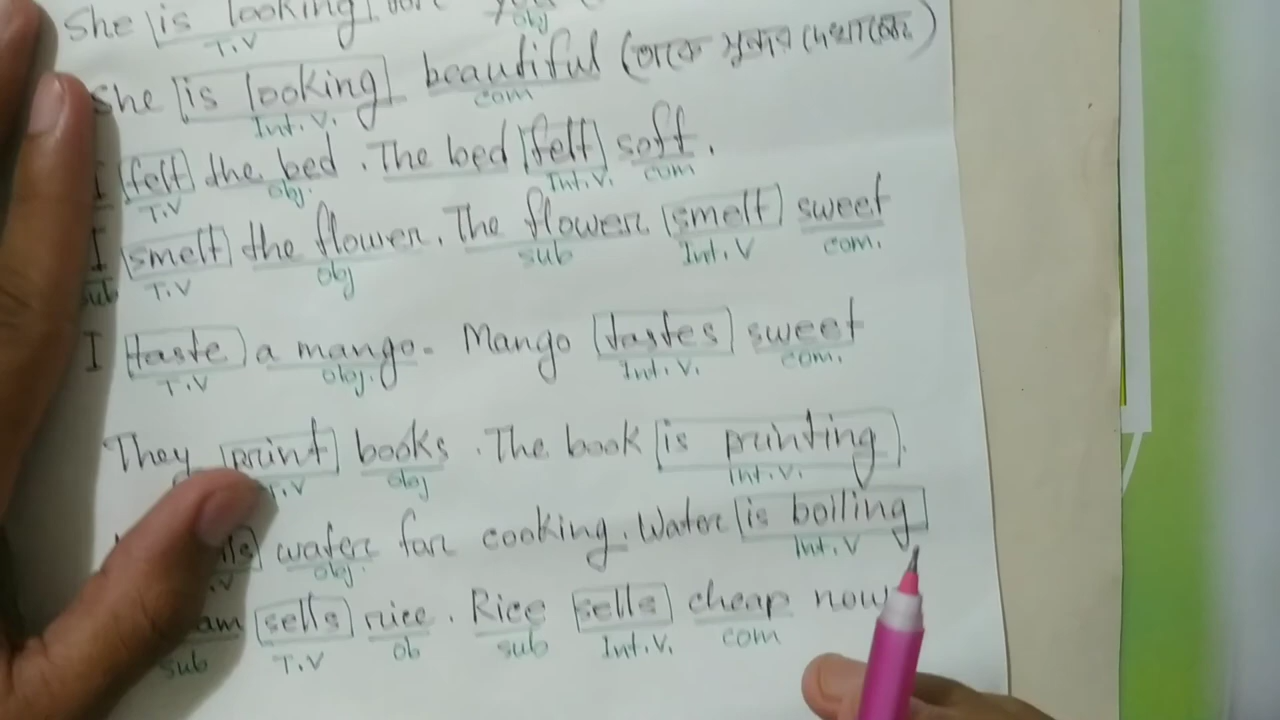 She is looking
T.V obj
She is looking beautiful (তাকে সুন্দর দেখাচ্ছে)
Int.V. com
I felt the bed. The bed felt soft.
T.V obj. Int.V. com
I smelt the flower. The flower smelt sweet
sub T.V obj sub Int.V com.
I taste a mango. Mango tastes sweet
T.V obj. Int.V. com.
They print books. The book is printing.
T.V obj Int.V.
water for cooking. Water is boiling
obj. Int.V
am sells rice. Rice sells cheap now
sub T.V ob sub Int.V. com